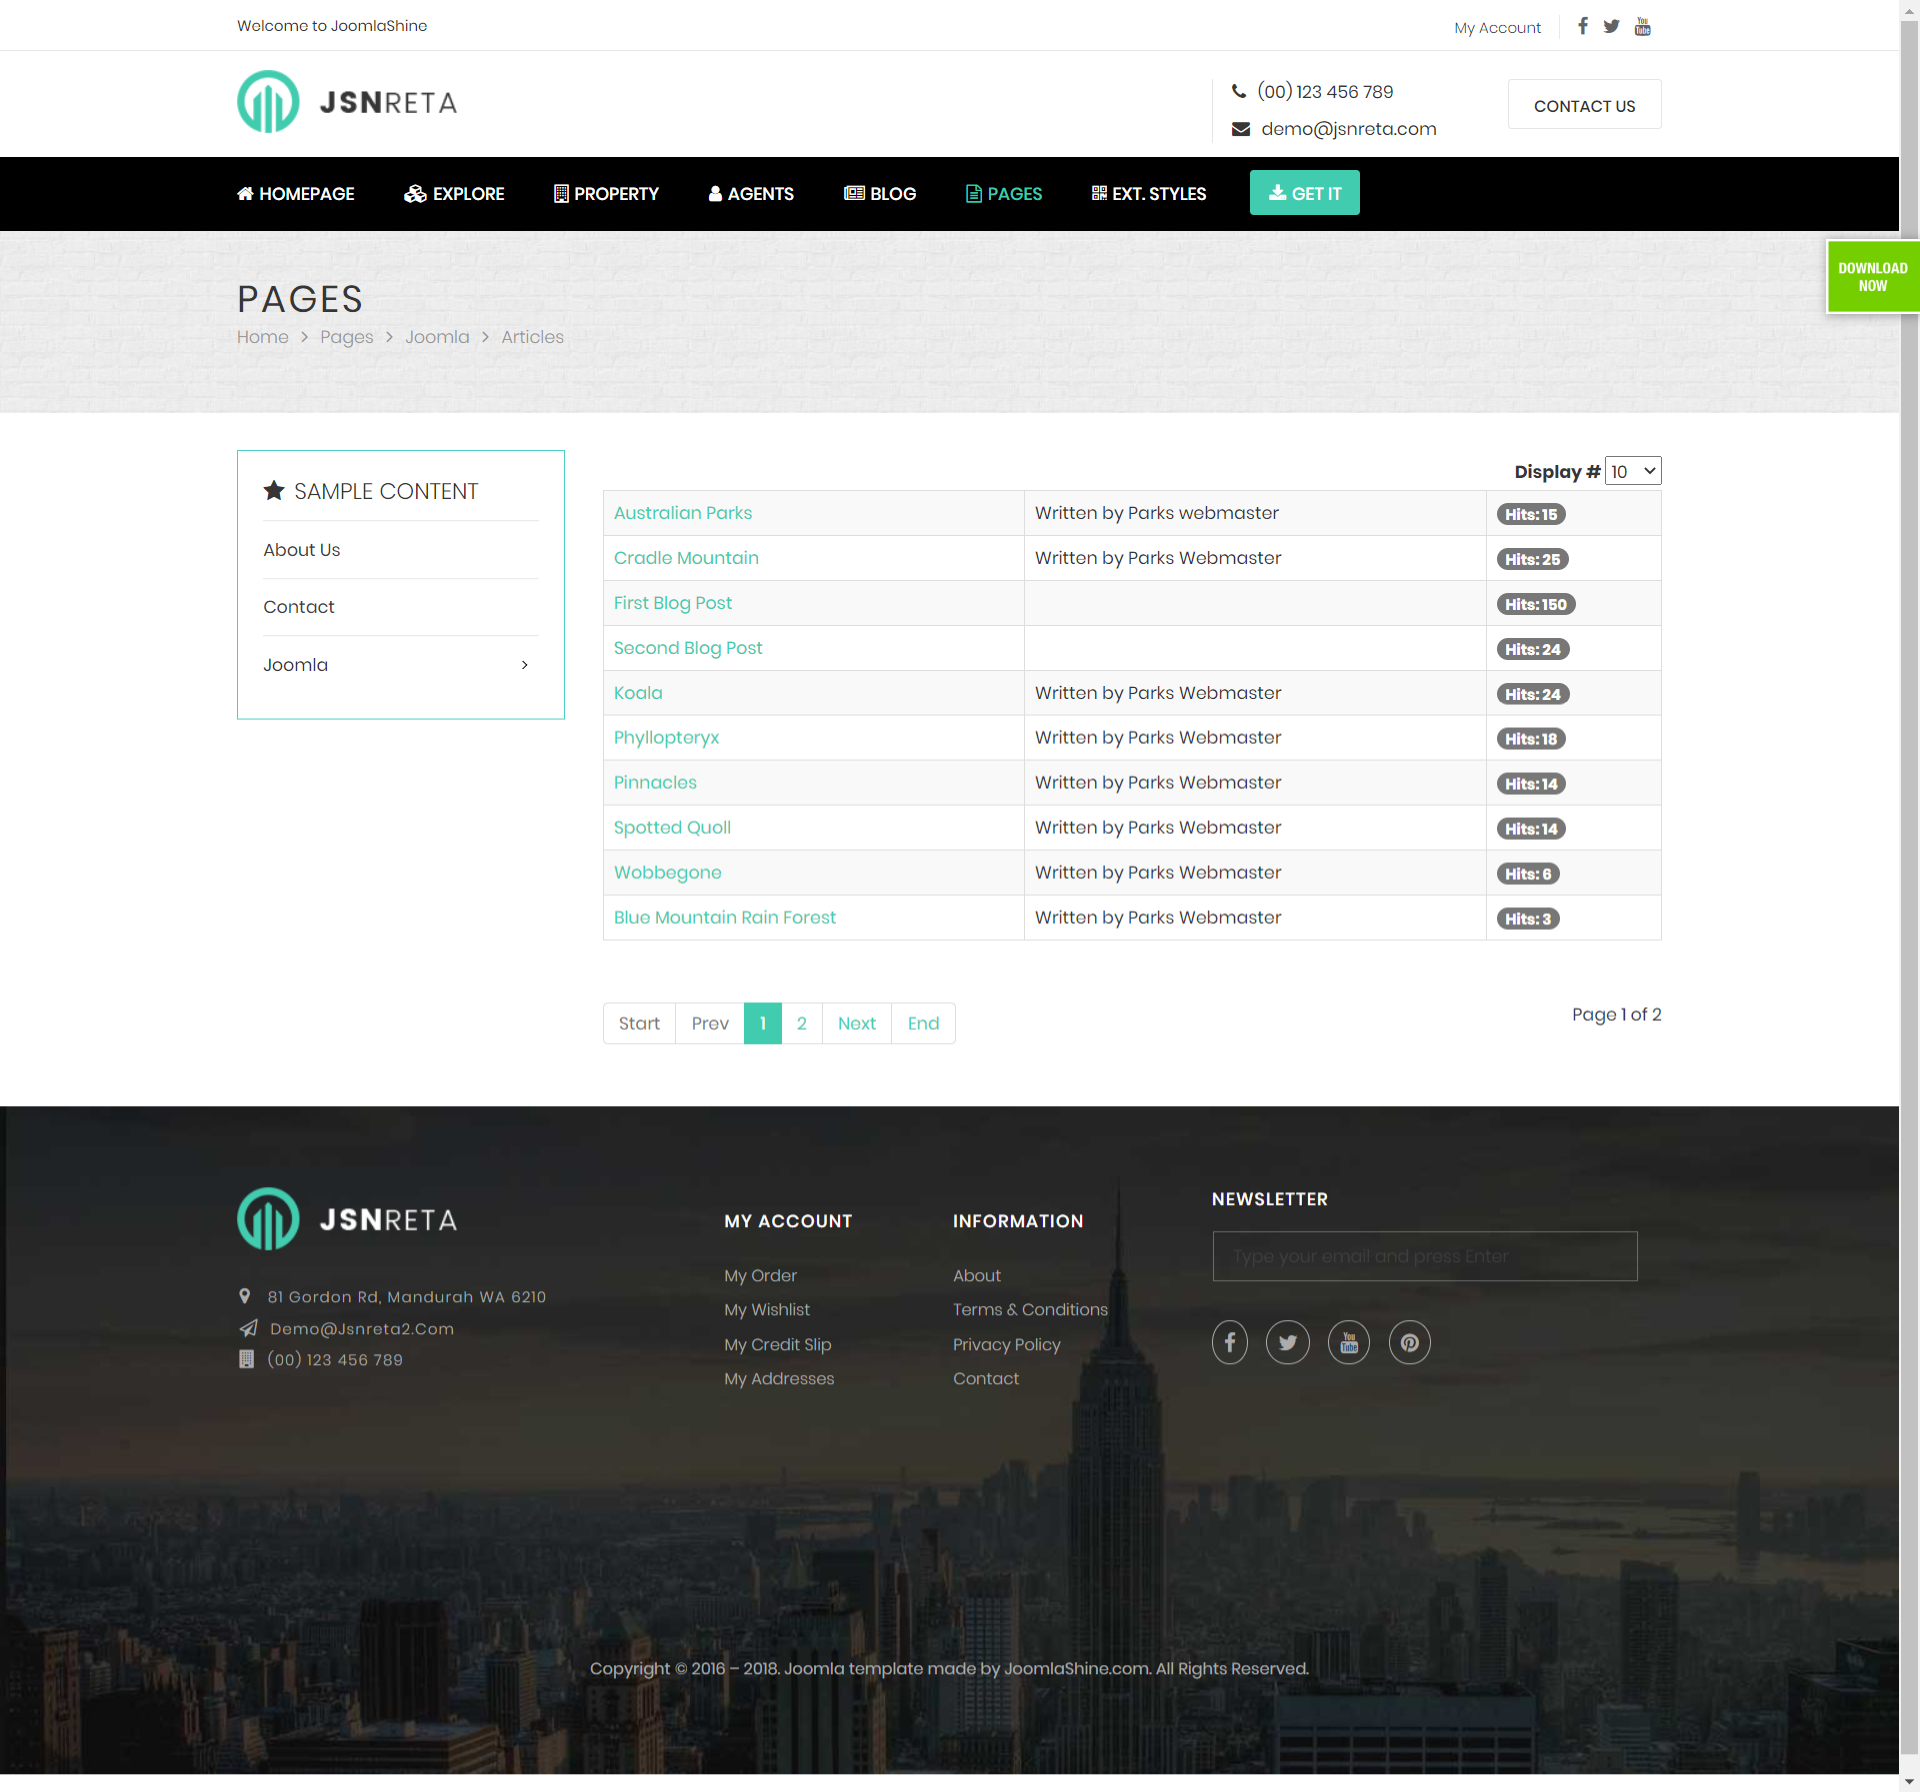 Welcome to JoomlaShine
My Account
JSNRETA
(00) 123 456 789
demo@jsnreta.com
CONTACT US
HOMEPAGE EXPLORE PROPERTY AGENTS BLOG PAGES EXT. STYLES GET IT
DOWNLOAD
NOW
PAGES
Home > Pages > Joomla > Articles
SAMPLE CONTENT
About Us
Contact
Joomla
Display # 10
Australian Parks Written by Parks webmaster Hits: 15
Cradle Mountain Written by Parks Webmaster Hits: 25
First Blog Post Hits: 150
Second Blog Post Hits: 24
Koala Written by Parks Webmaster Hits: 24
Phyllopteryx Written by Parks Webmaster Hits: 18
Pinnacles Written by Parks Webmaster Hits: 14
Spotted Quoll Written by Parks Webmaster Hits: 14
Wobbegone Written by Parks Webmaster Hits: 6
Blue Mountain Rain Forest Written by Parks Webmaster Hits: 3
Start Prev 1 2 Next End
Page 1 of 2
JSNRETA
81 Gordon Rd, Mandurah WA 6210
Demo@Jsnreta2.Com
(00) 123 456 789
MY ACCOUNT
My Order
My Wishlist
My Credit Slip
My Addresses
INFORMATION
About
Terms & Conditions
Privacy Policy
Contact
NEWSLETTER
Type your email and press Enter
You Tube
Copyright © 2016 – 2018. Joomla template made by JoomlaShine.com. All Rights Reserved.